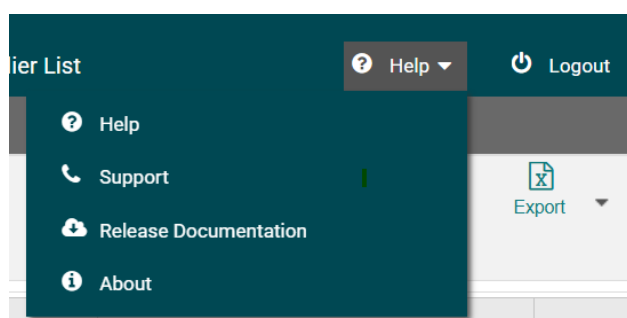 lier List
Help
Logout
Help
Support
Export
Release Documentation
About